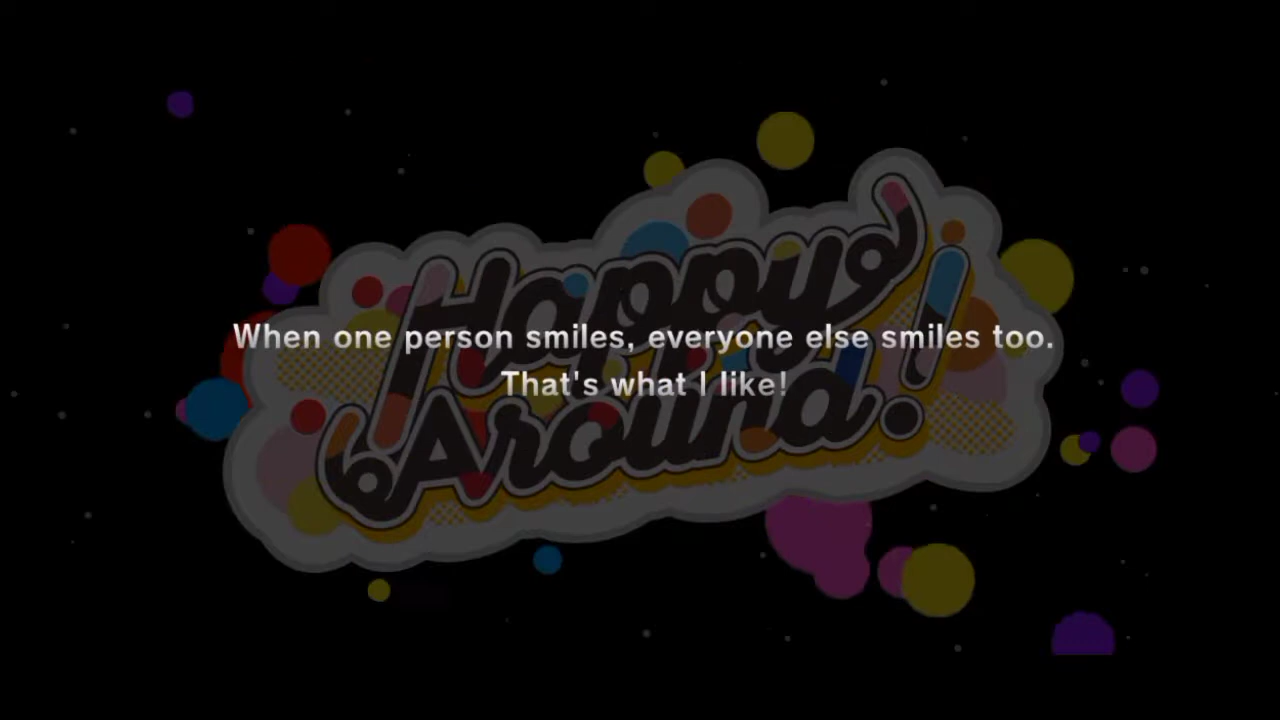 Happy
When one person smiles, everyone else smiles too.
That's what I like!
Around!